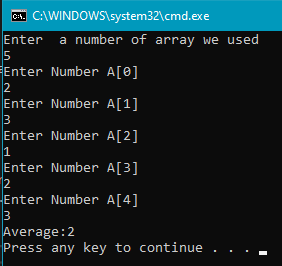 C:\WINDOWS\system32\cmd.exe
Enter  a number of array we used
5
Enter Number A[0]
2
Enter Number A[1]
3
Enter Number A[2]
1
Enter Number A[3]
2
Enter Number A[4]
3
Average:2
Press any key to continue . . .